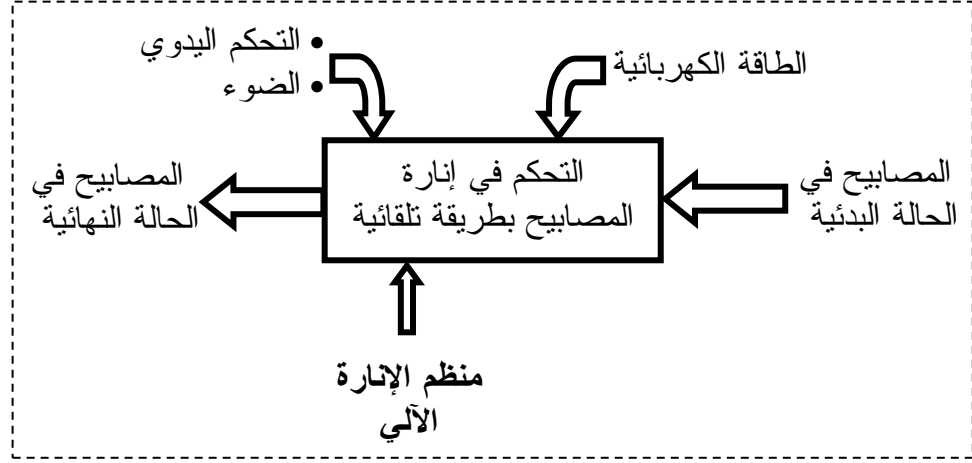 الطاقة الكهربائية
• التحكم اليدوي
• الضوء
المصابيح في
الحالة البدئية
التحكم في إنارة
المصابيح بطريقة تلقائية
المصابيح في
الحالة النهائية
منظم الإنارة
الآلي